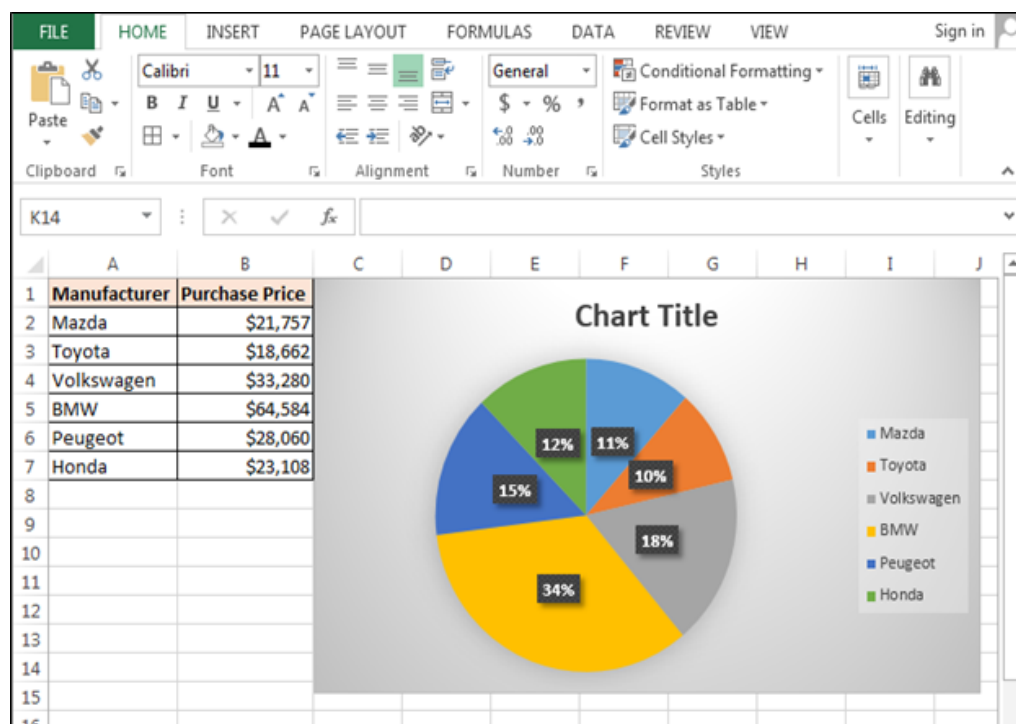 FILE HOME INSERT PAGE LAYOUT FORMULAS DATA REVIEW VIEW Sign in
Calibri 11 General Conditional Formatting
B I U A A $ % , Format as Table
Paste Cells Editing
A .00 .00 Cell Styles
Clipboard Font Alignment Number Styles
K14 fx
A B C D E F G H I J
1 Manufacturer Purchase Price
2 Mazda $21,757
3 Toyota $18,662
4 Volkswagen $33,280
5 BMW $64,584
6 Peugeot $28,060
7 Honda $23,108
8
9
10
11
12
13
14
15
16
Chart Title
12% 11%
10%
15%
18%
34%
Mazda
Toyota
Volkswagen
BMW
Peugeot
Honda